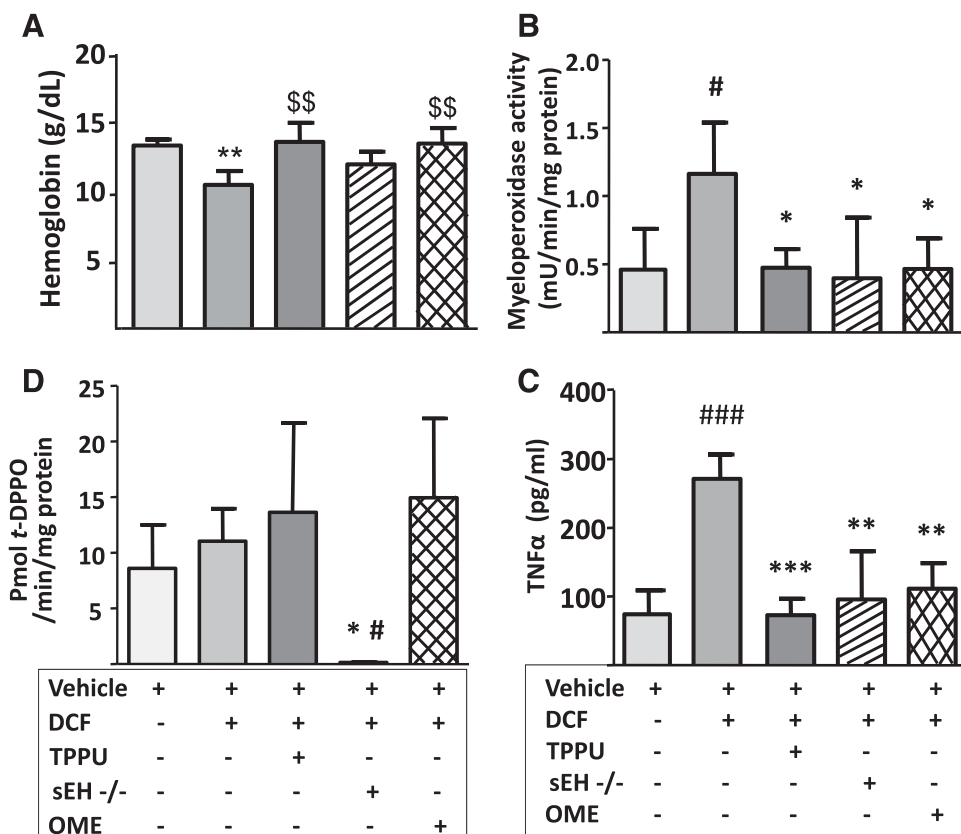 A
Hemoglobin (g/dL)
20
15
10
5
**
$$
$$
B
Myeloperoxidase activity
(mU/min/mg protein)
2.0
1.5
1.0
0.5
#
*
*
*
D
Pmol t-DPPO
/min/mg protein
25
20
15
10
5
* #
C
TNFα (pg/ml)
400
300
200
100
###
***
**
**
Vehicle + + + + +
DCF - + + + +
TPPU - - + - -
sEH -/- - - - + -
OME - - - - +
Vehicle + + + + +
DCF - + + + +
TPPU - - + - -
sEH -/- - - - + -
OME - - - - +